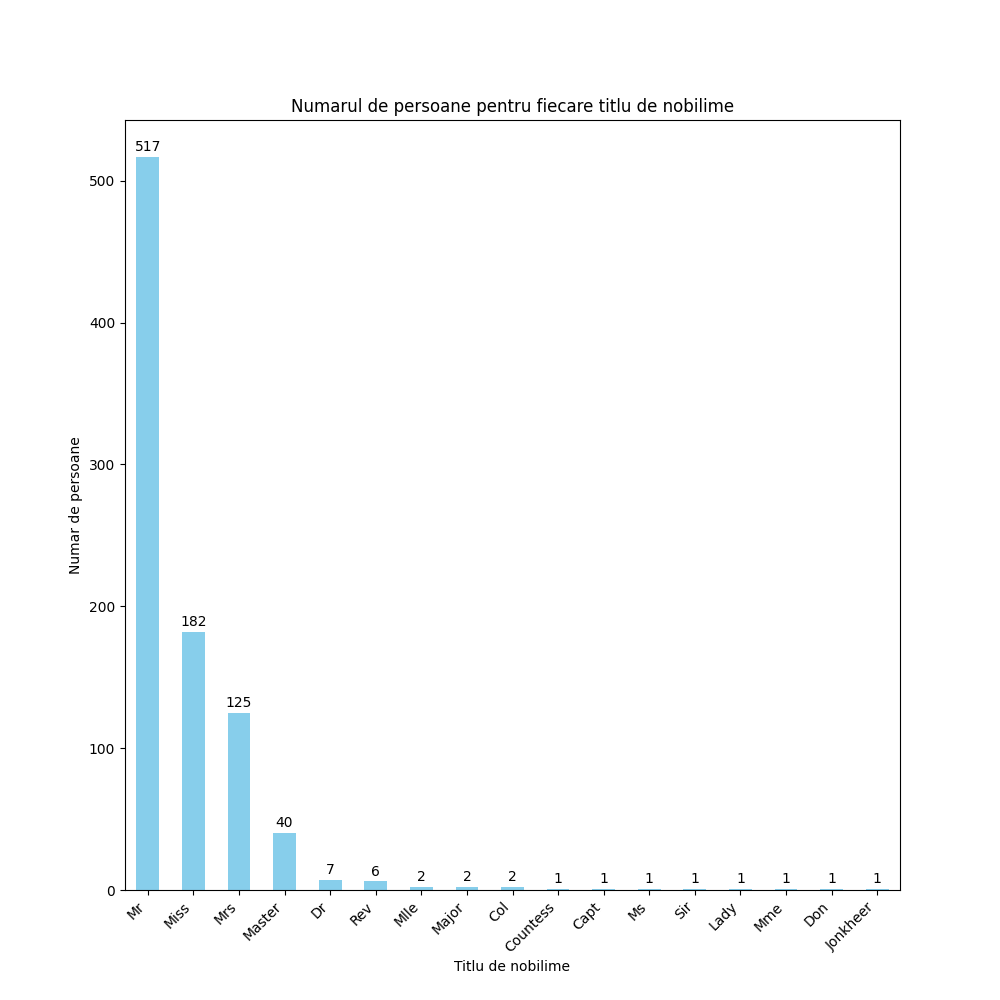 Numarul de persoane pentru fiecare titlu de nobilime
517
500
400
300
200
182
125
100
40
7
6
2
2
2
1
1
1
1
1
1
1
1
0
Numar de persoane
Mr
Miss
Mrs
Master
Dr
Rev
Mlle
Major
Col
Countess
Capt
Ms
Sir
Lady
Mme
Don
Jonkheer
Titlu de nobilime